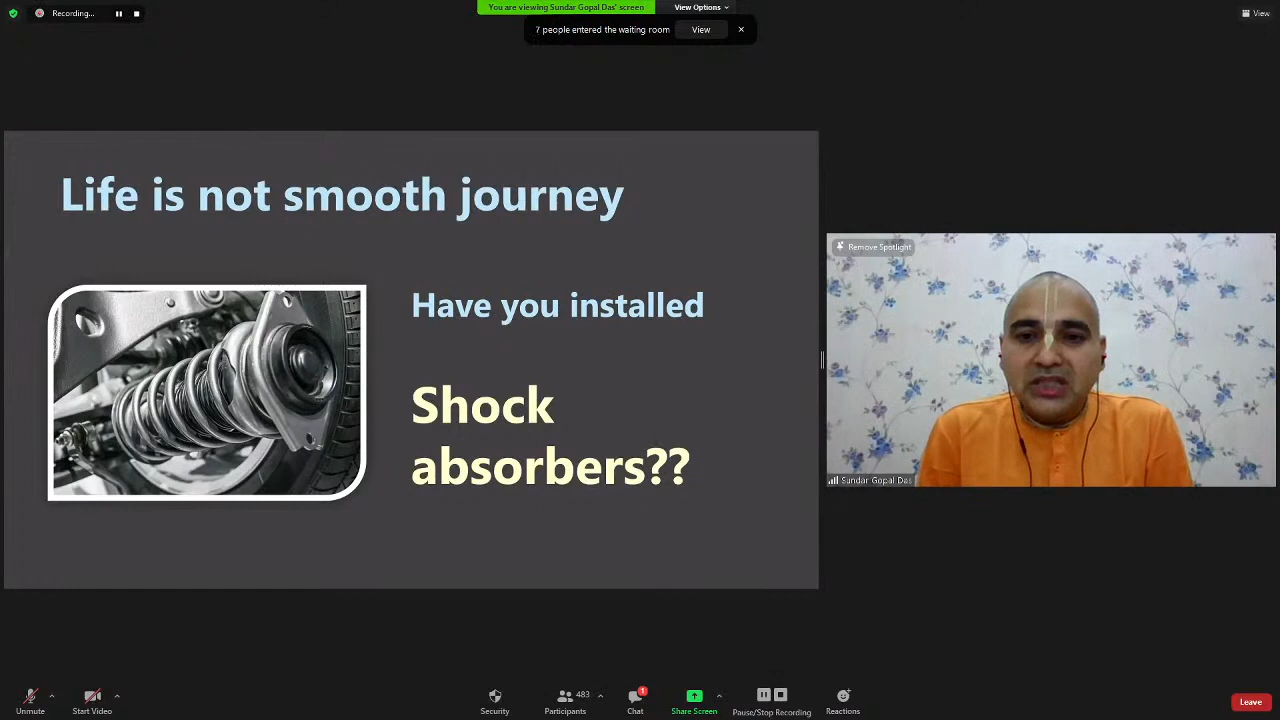 Recording...
You are viewing Sundar Gopal Das' screen
View Options
View
7 people entered the waiting room
View
Life is not smooth journey
Have you installed
Shock
absorbers??
Remove Spotlight
Sundar Gopal Das
Unmute
Start Video
Security
483
Participants
1
Chat
Share Screen
Pause/Stop Recording
Reactions
Leave